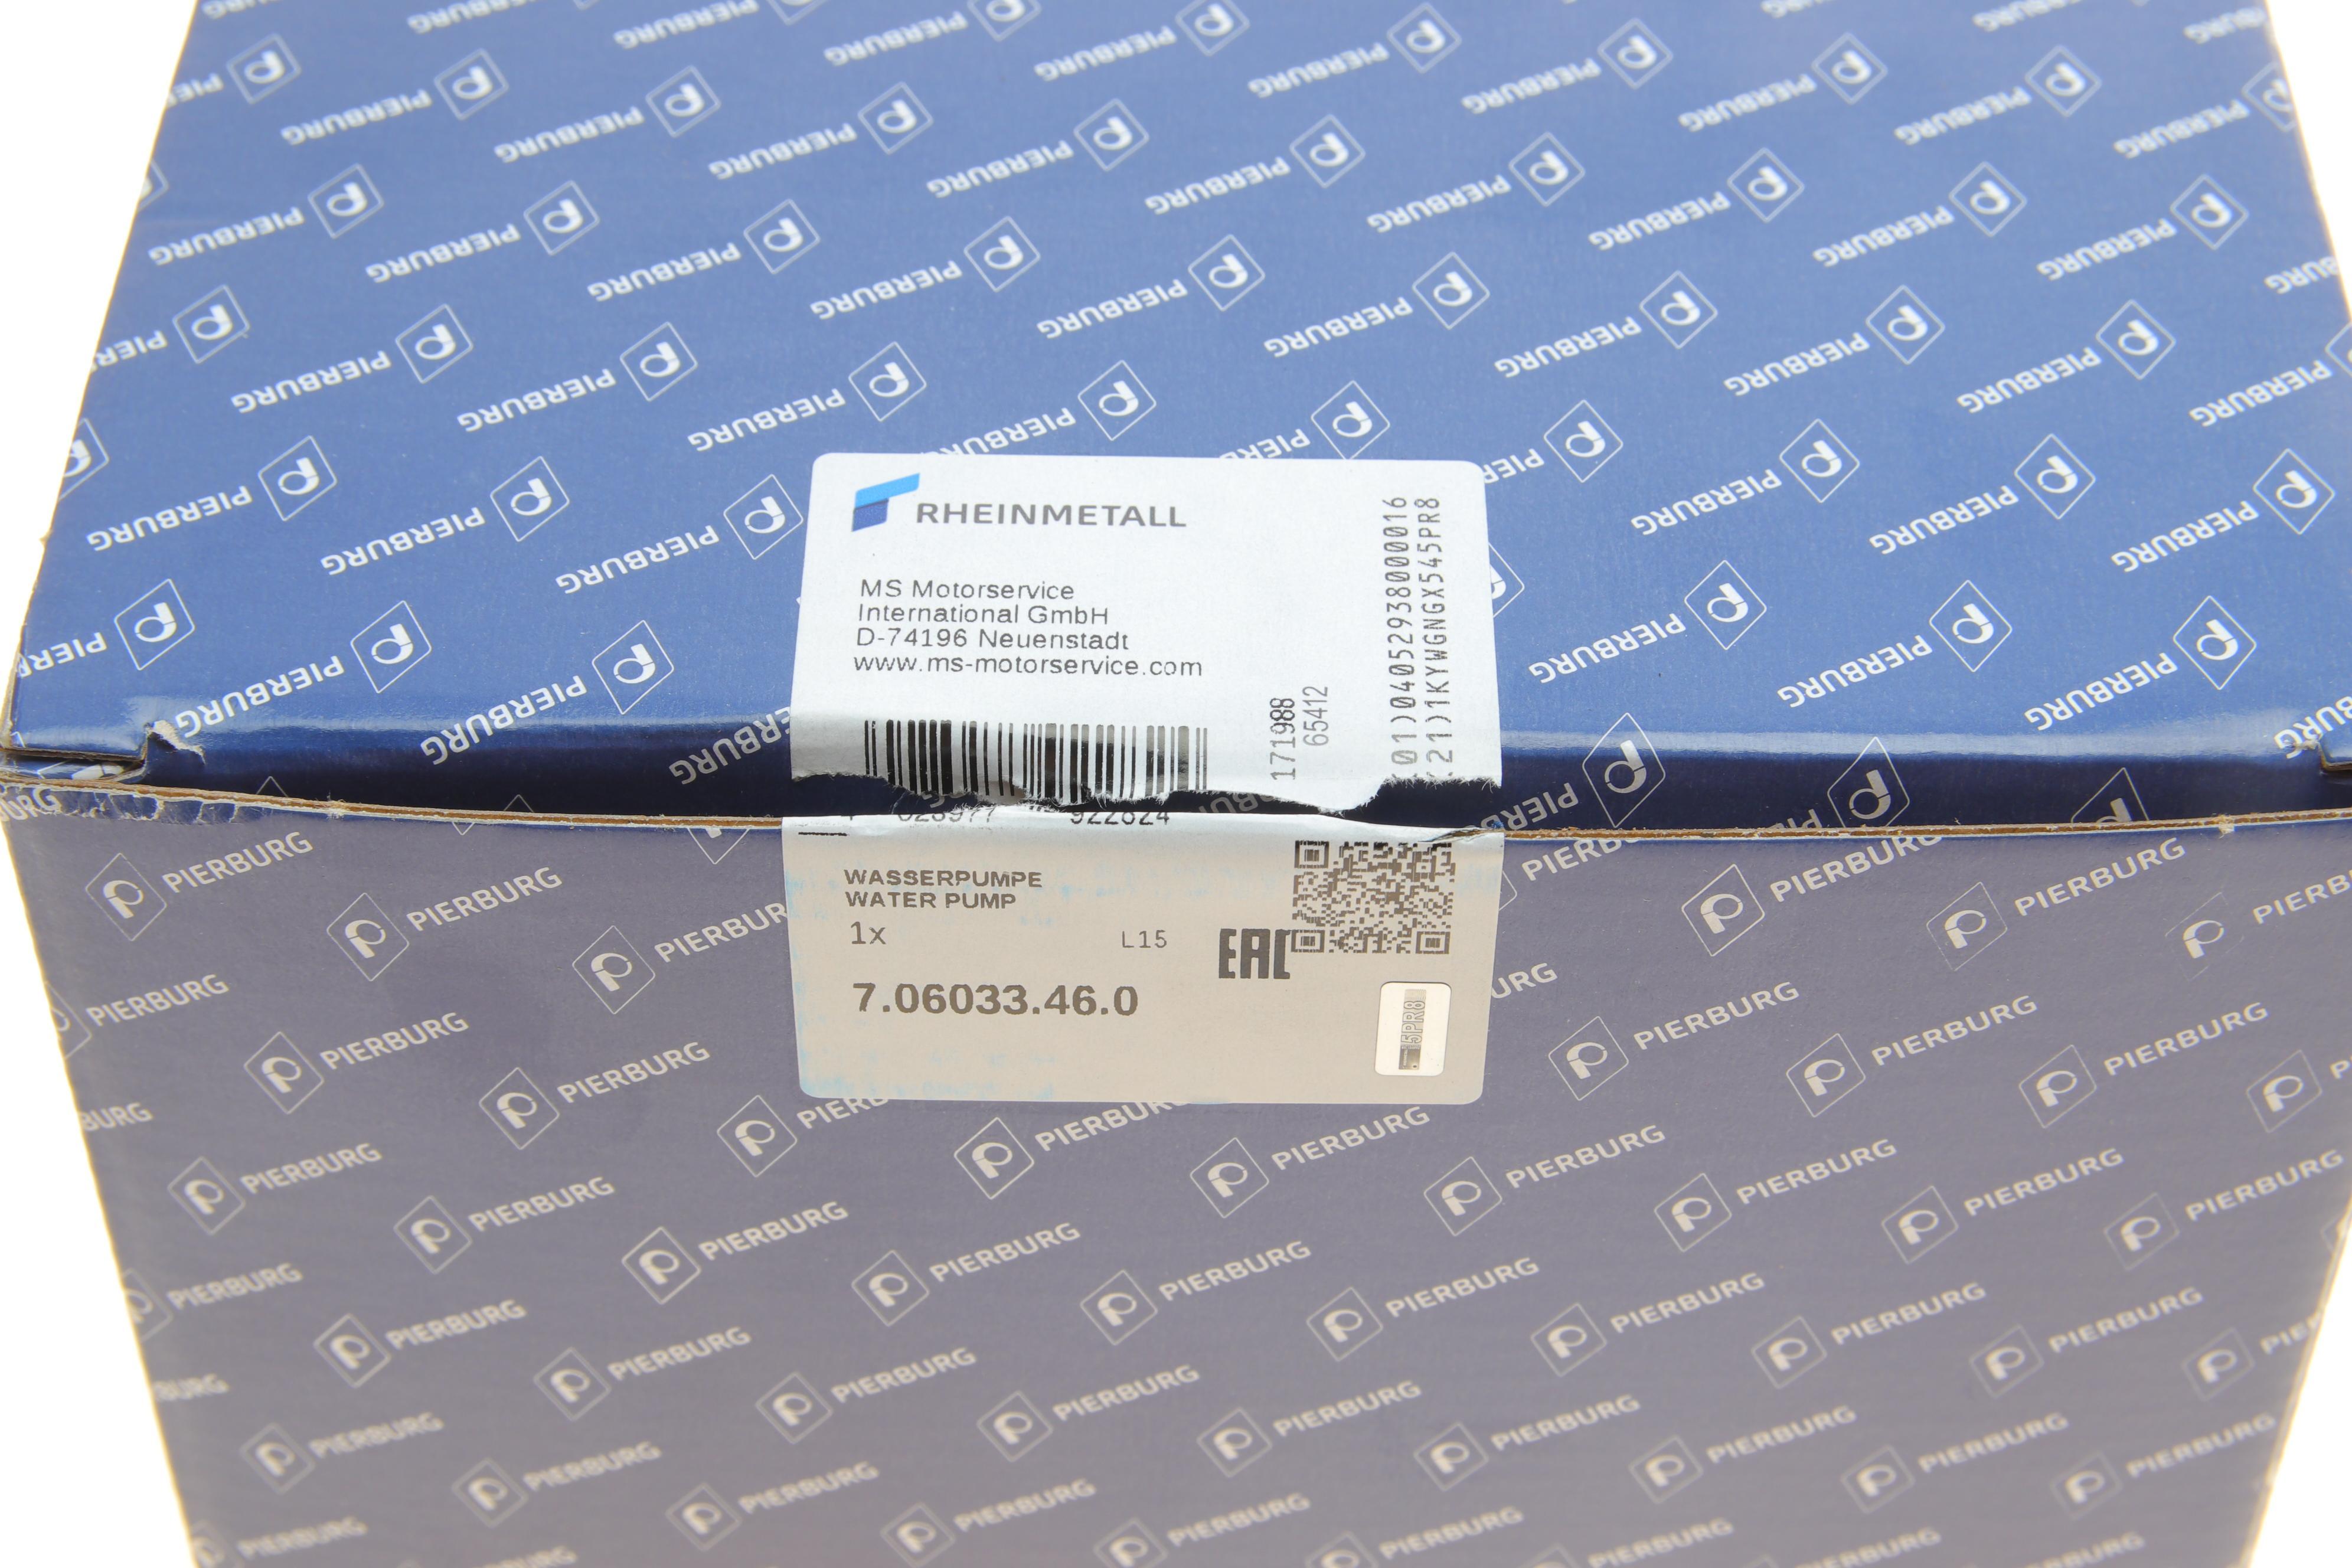 RHEINMETALL
MS Motorservice
International GmbH
D-74196 Neuenstadt
www.ms-motorservice.com
171988
65412
(01)04052938000016
(21)1KYWGNGX545PR8
WASSERPUMPE
WATER PUMP
1x
L15
EAC
7.06033.46.0
5PR8
PIERBURG